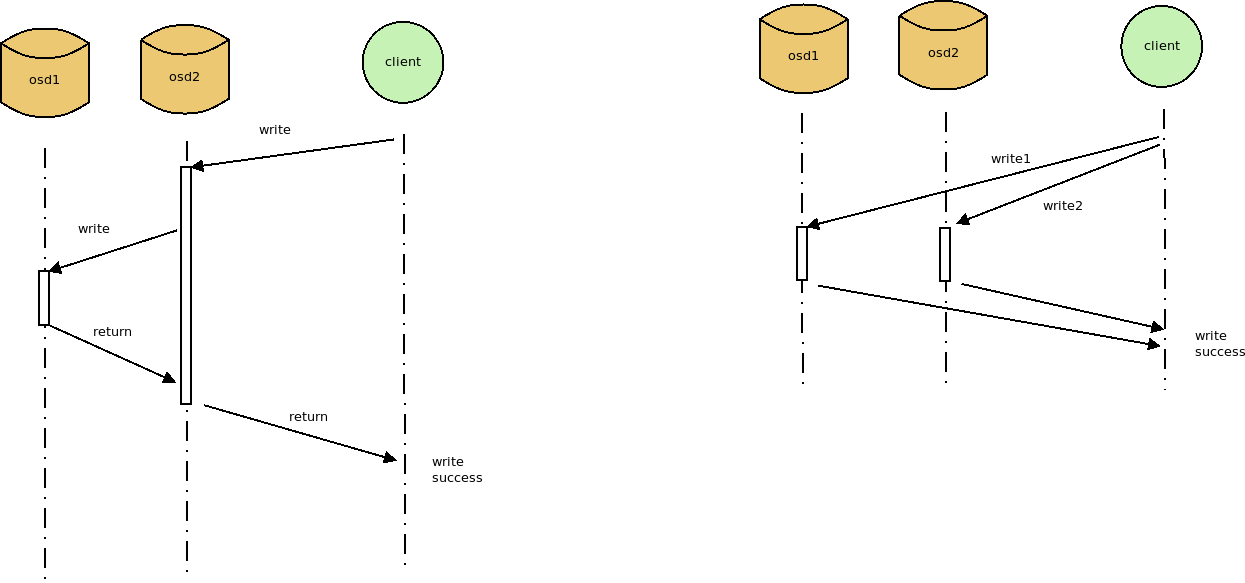 osd1
osd2
client
write
write
return
return
write
success
osd1
osd2
client
write1
write2
write
success